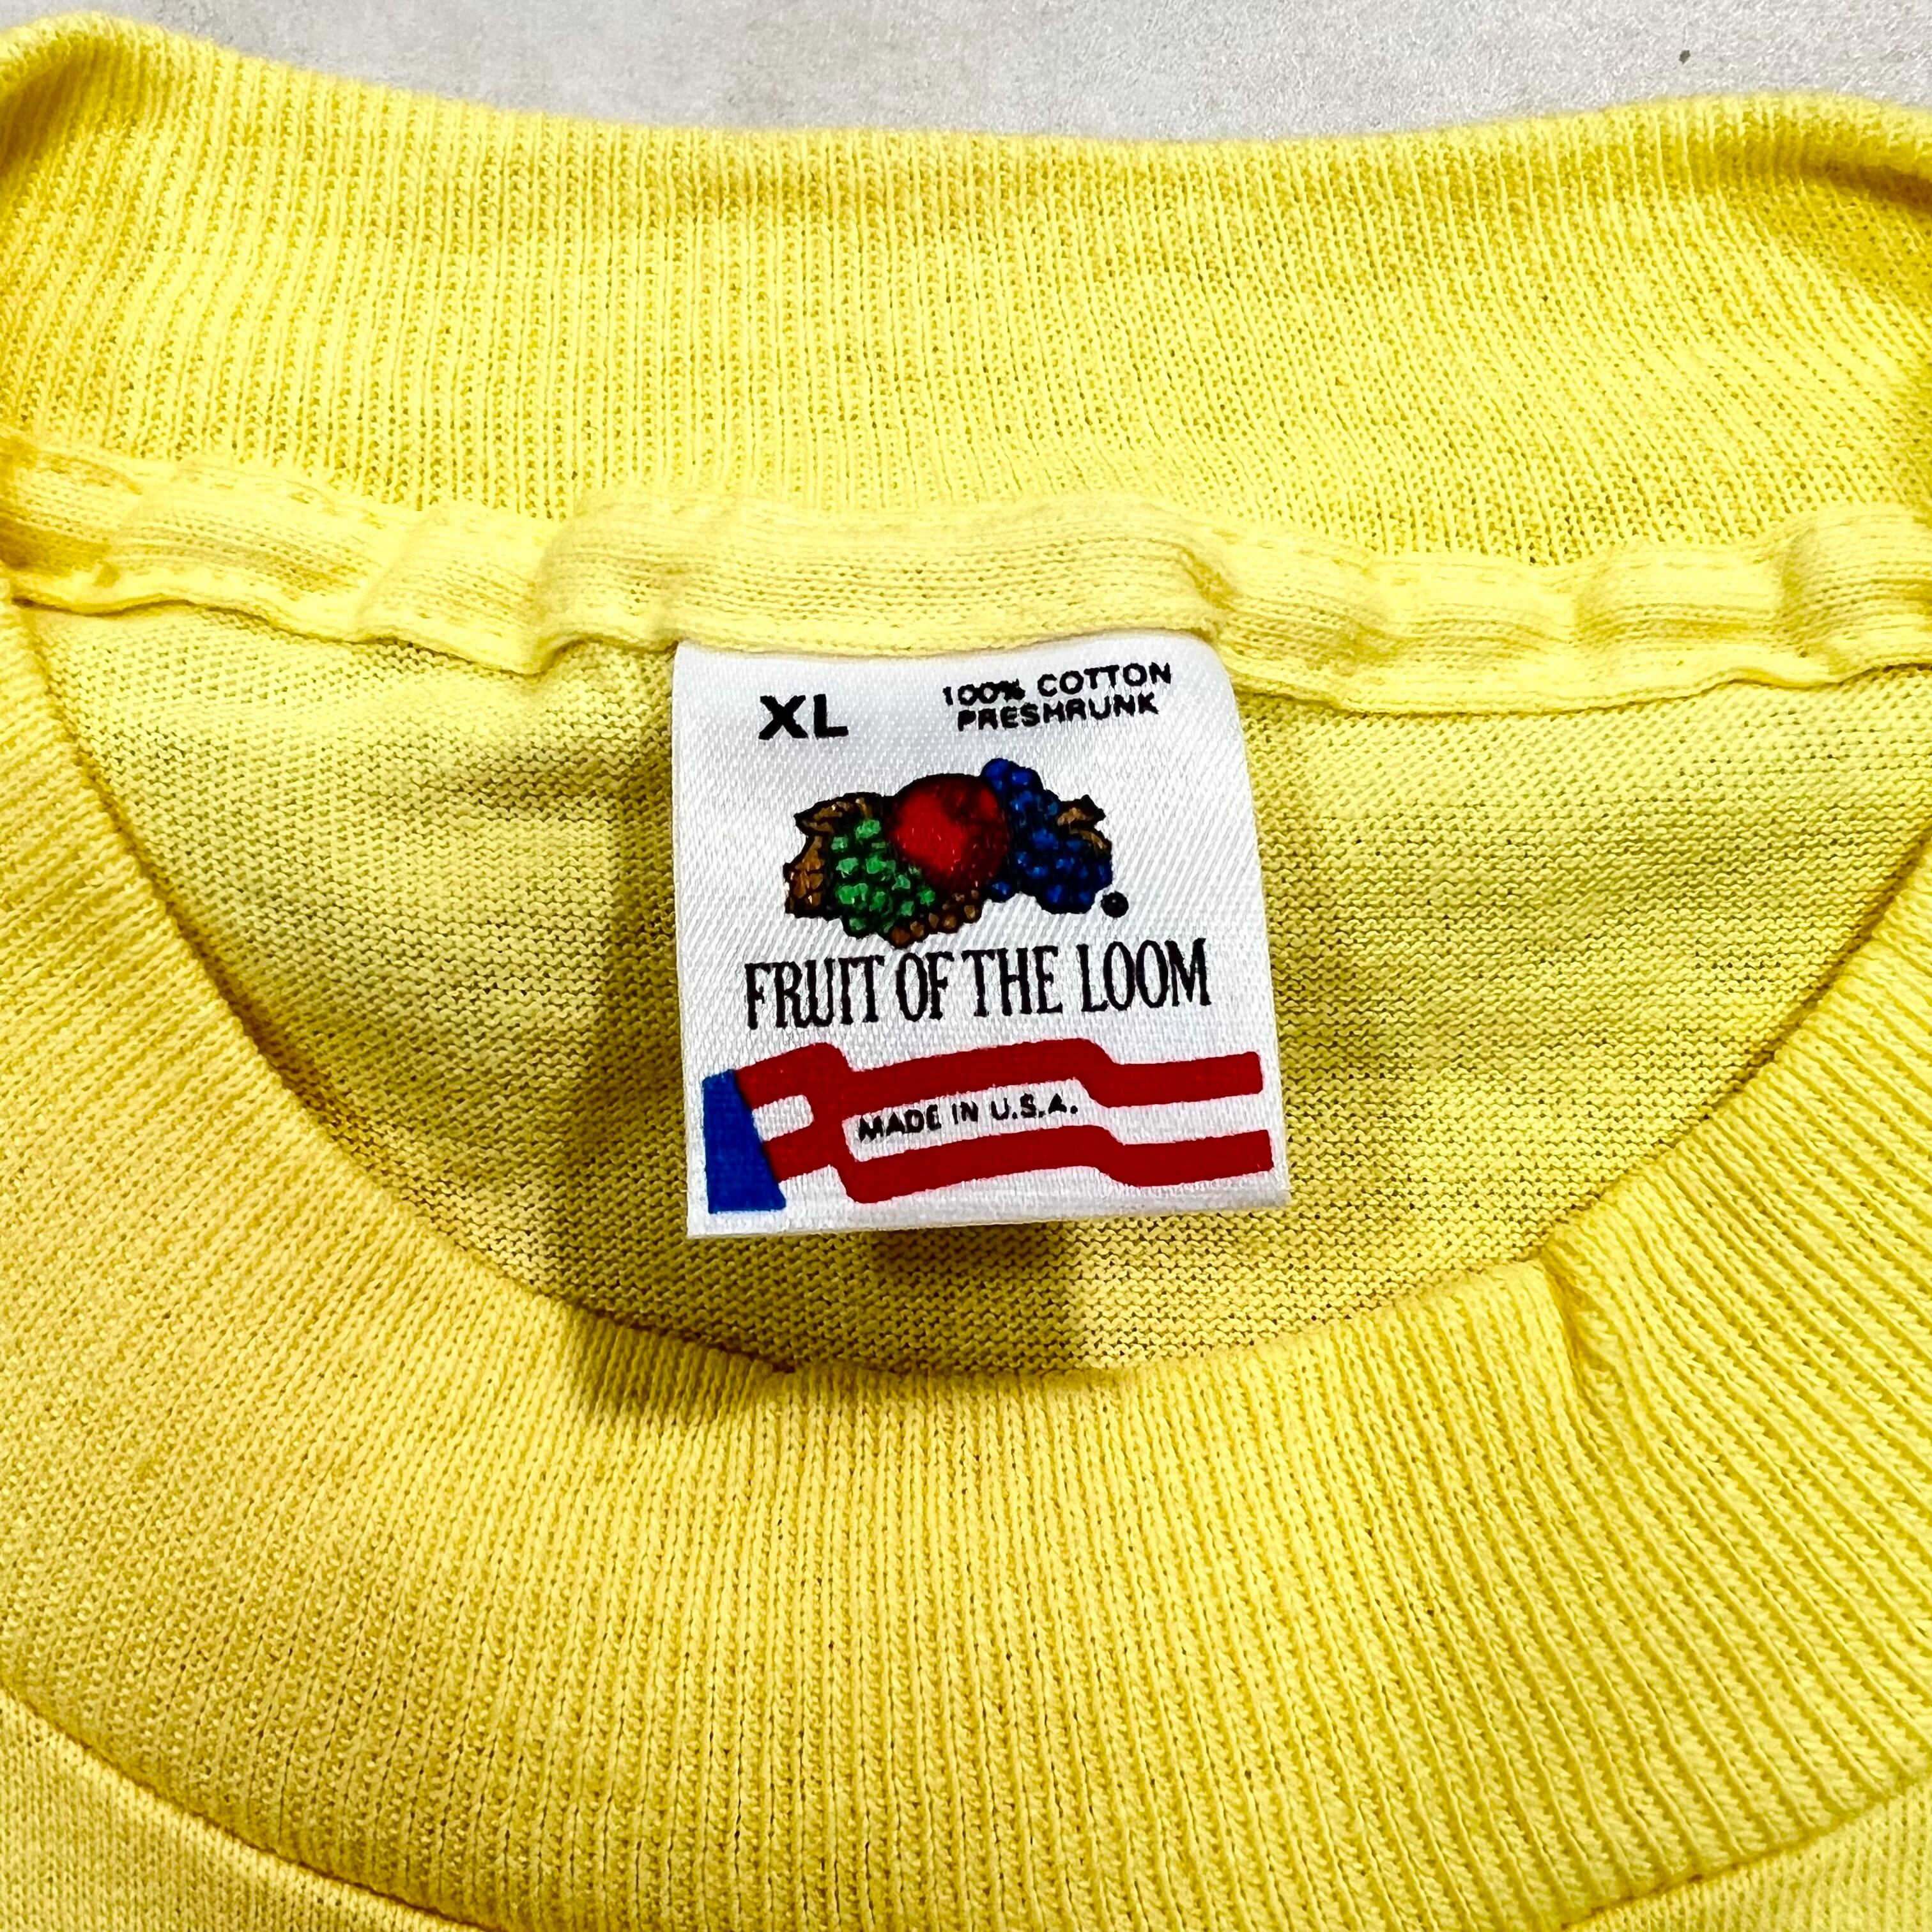 XL
100% COTTON
PRESHRUNK
FRUIT OF THE LOOM
MADE IN U.S.A.